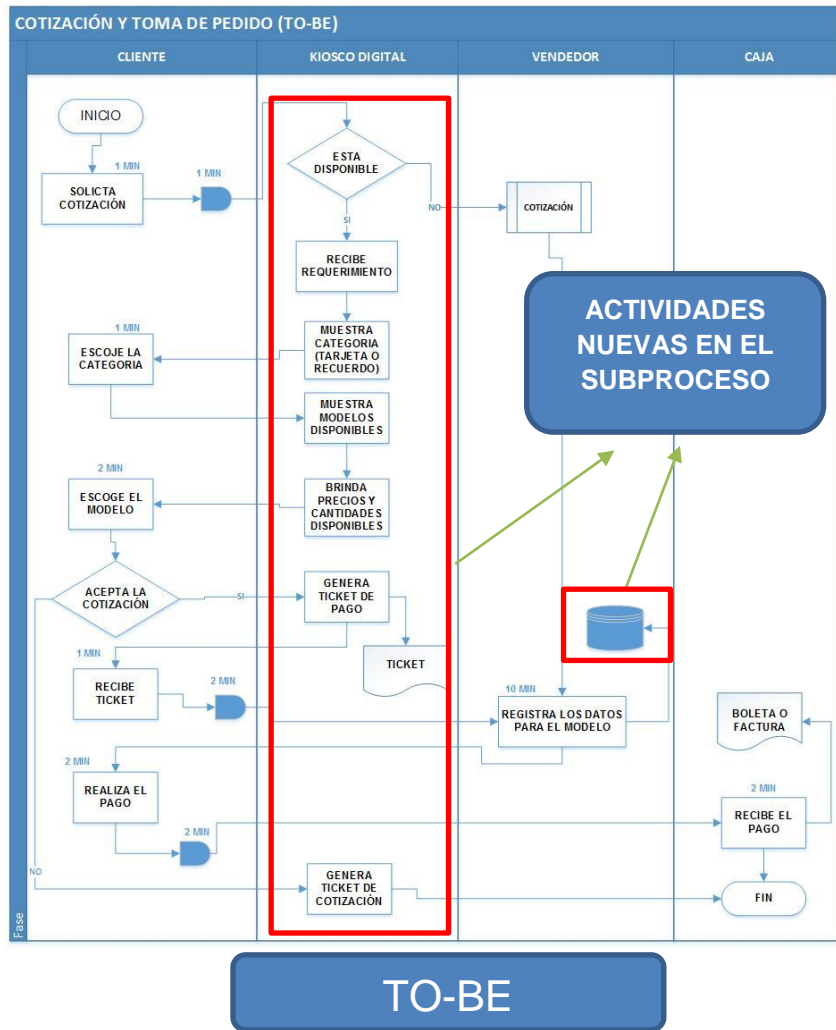 COTIZACIÓN Y TOMA DE PEDIDO (TO-BE)
CLIENTE
KIOSCO DIGITAL
VENDEDOR
CAJA
INICIO
1 MIN
SOLICTA
COTIZACIÓN
1 MIN
ESTA
DISPONIBLE
NO
COTIZACIÓN
SI
RECIBE
REQUERIMIENTO
ACTIVIDADES
NUEVAS EN EL
SUBPROCESO
1 MIN
ESCOJE LA
CATEGORIA
MUESTRA
CATEGORIA
(TARJETA O
RECUERDO)
MUESTRA
MODELOS
DISPONIBLES
2 MIN
ESCOGE EL
MODELO
BRINDA
PRECIOS Y
CANTIDADES
DISPONIBLES
ACEPTA LA
COTIZACIÓN
SI
GENERA
TICKET DE
PAGO
TICKET
1 MIN
RECIBE
TICKET
2 MIN
10 MIN
REGISTRA LOS DATOS
PARA EL MODELO
BOLETA O
FACTURA
2 MIN
REALIZA EL
PAGO
2 MIN
2 MIN
RECIBE EL
PAGO
NO
GENERA
TICKET DE
COTIZACIÓN
FIN
Fase
TO-BE